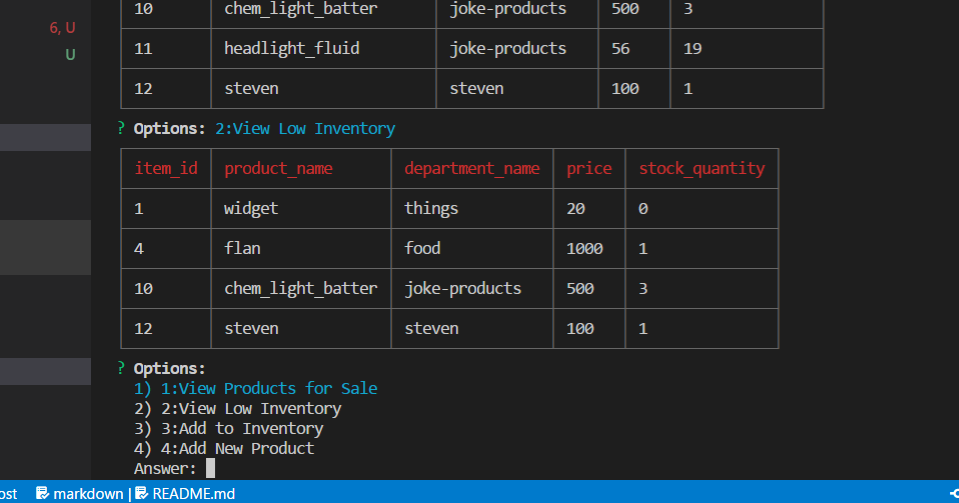 6, U
U
10 chem_light_batter joke-products 500 3
11 headlight_fluid joke-products 56 19
12 steven steven 100 1
? Options: 2:View Low Inventory
item_id product_name department_name price stock_quantity
1 widget things 20 0
4 flan food 1000 1
10 chem_light_batter joke-products 500 3
12 steven steven 100 1
? Options:
1) 1:View Products for Sale
2) 2:View Low Inventory
3) 3:Add to Inventory
4) 4:Add New Product
Answer:
ost markdown | README.md